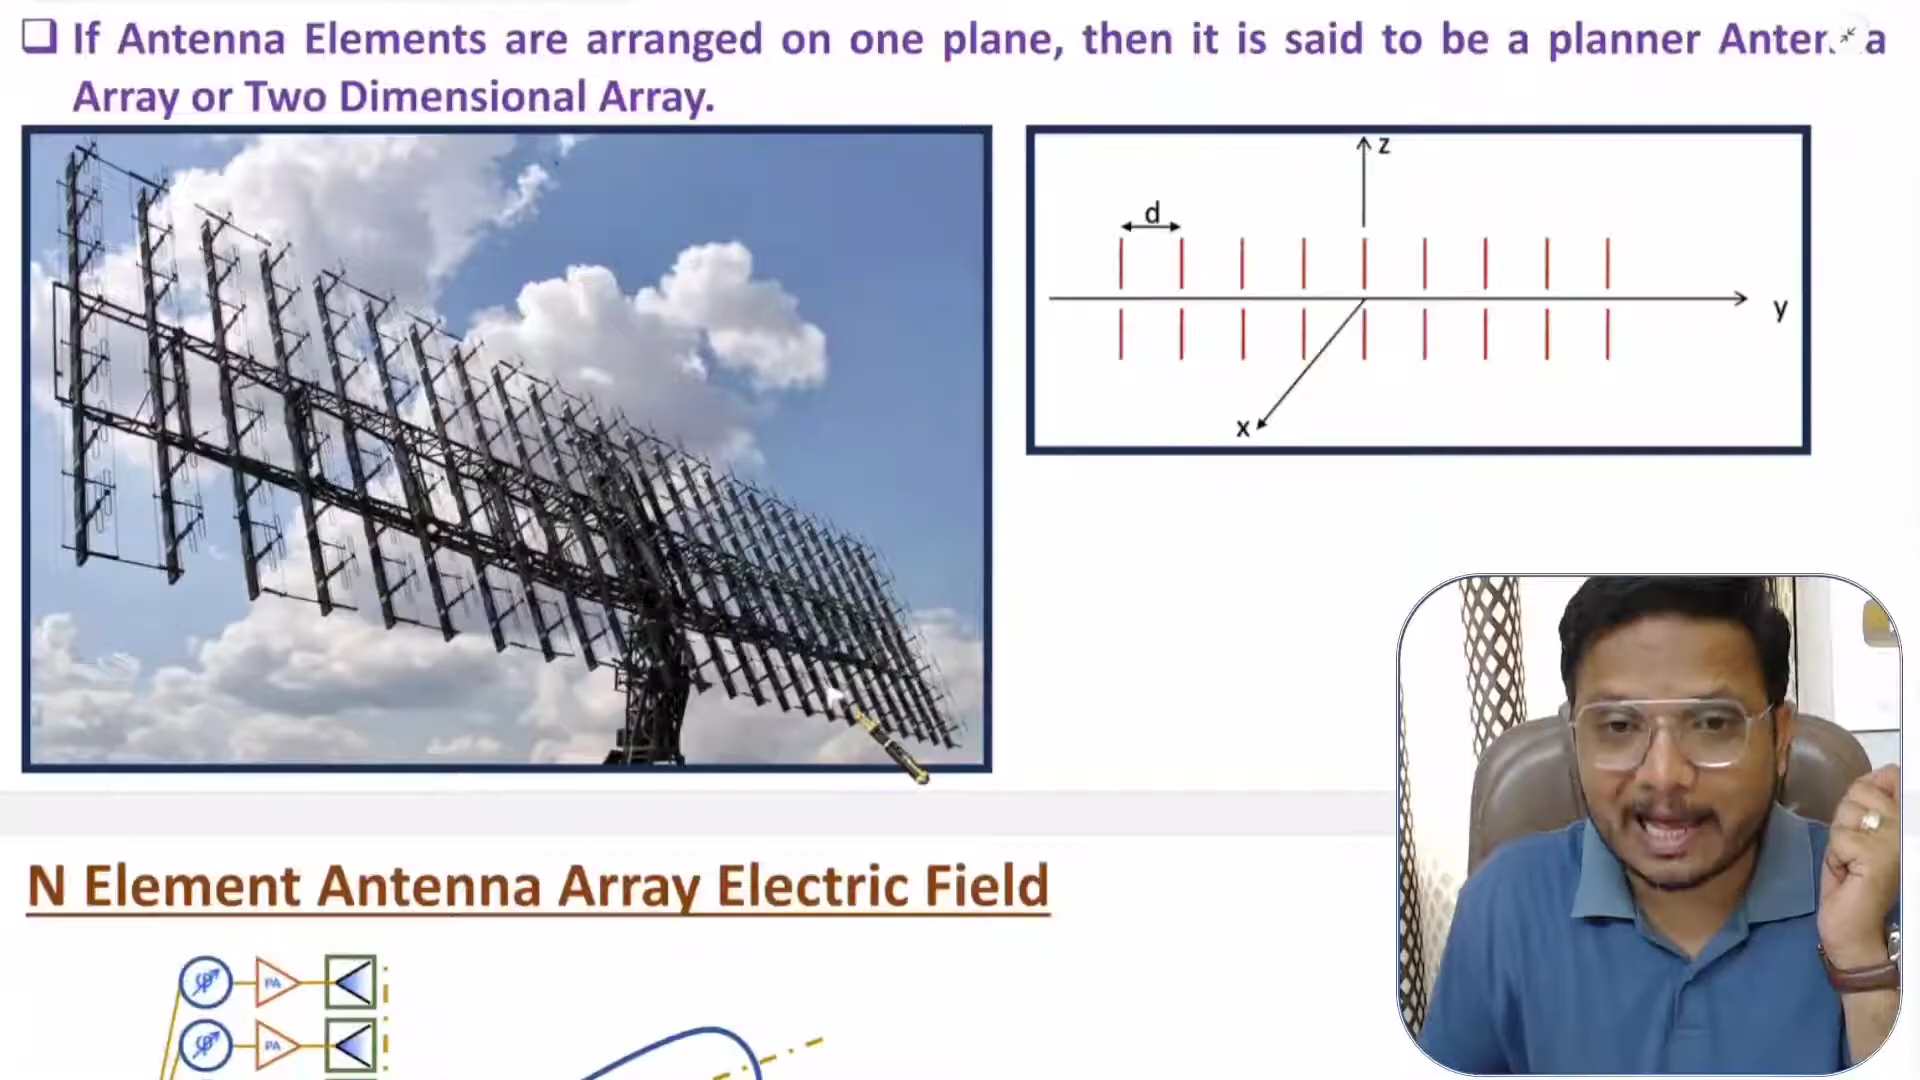 If Antenna Elements are arranged on one plane, then it is said to be a planner
Array or Two Dimensional Array.
z
d
y
x
N Element Antenna Array Electric Field
φ PA
φ PA